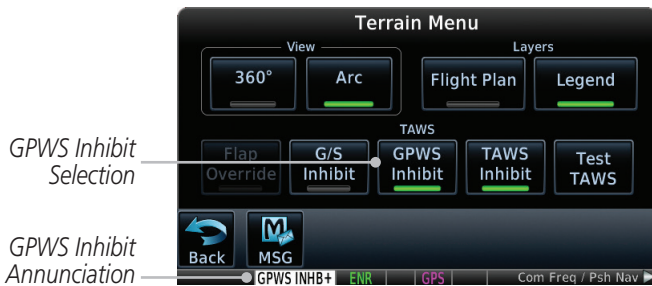 Terrain Menu
View
Layers
360°
Arc
Flight Plan
Legend
TAWS
GPWS Inhibit
Selection
Flap
Override
G/S
Inhibit
GPWS
Inhibit
TAWS
Inhibit
Test
TAWS
Back
MSG
GPWS Inhibit
Annunciation
GPWS INHB+
ENR
GPS
Com Freq / Psh Nav